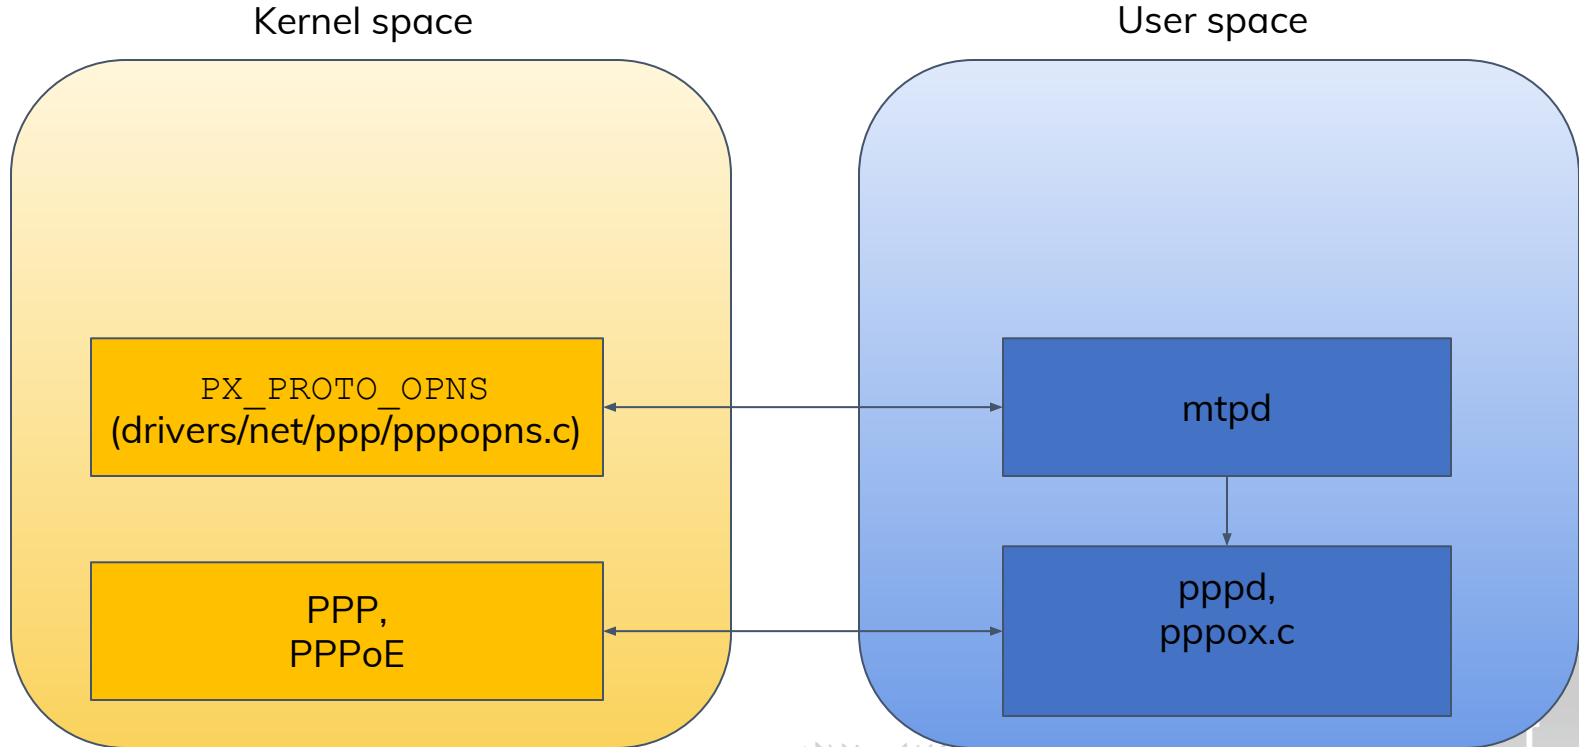 Kernel space
User space
PX_PROTO_OPNS
(drivers/net/ppp/pppopns.c)
mtpd
PPP,
PPPoE
pppd,
pppox.c